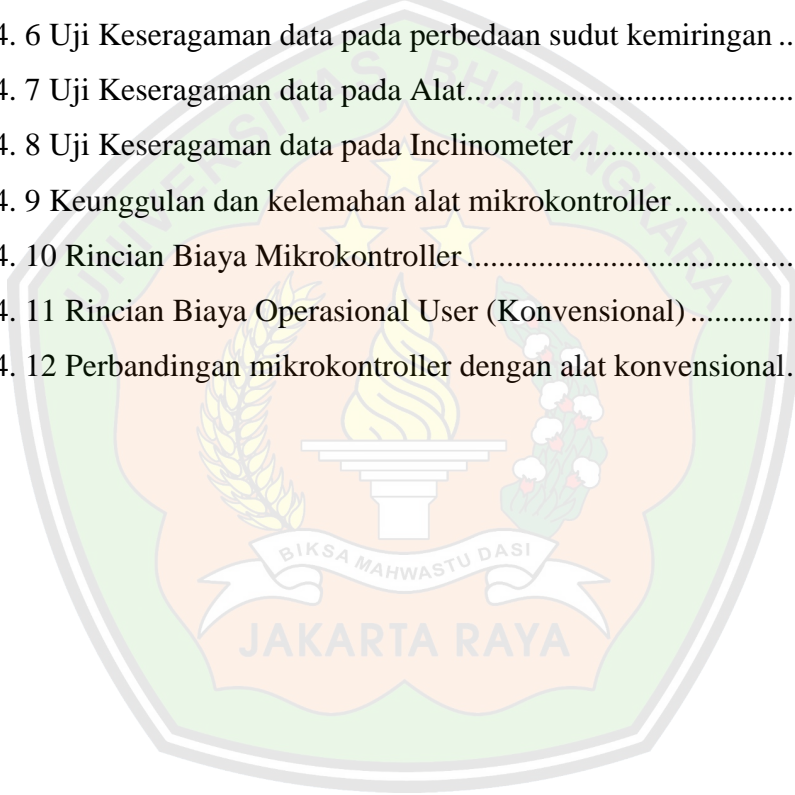 4. 6 Uji Keseragaman data pada perbedaan sudut kemiringan ..
4. 7 Uji Keseragaman data pada Alat.....................................
4. 8 Uji Keseragaman data pada Inclinometer ........................
4. 9 Keunggulan dan kelemahan alat mikrokontroller..............
4. 10 Rincian Biaya Mikrokontroller .....................................
4. 11 Rincian Biaya Operasional User (Konvensional) ............
4. 12 Perbandingan mikrokontroller dengan alat konvensional.
UNIVERSITAS BHAYANGKARA
BIKSA MAHWASTU DASI
JAKARTA RAYA